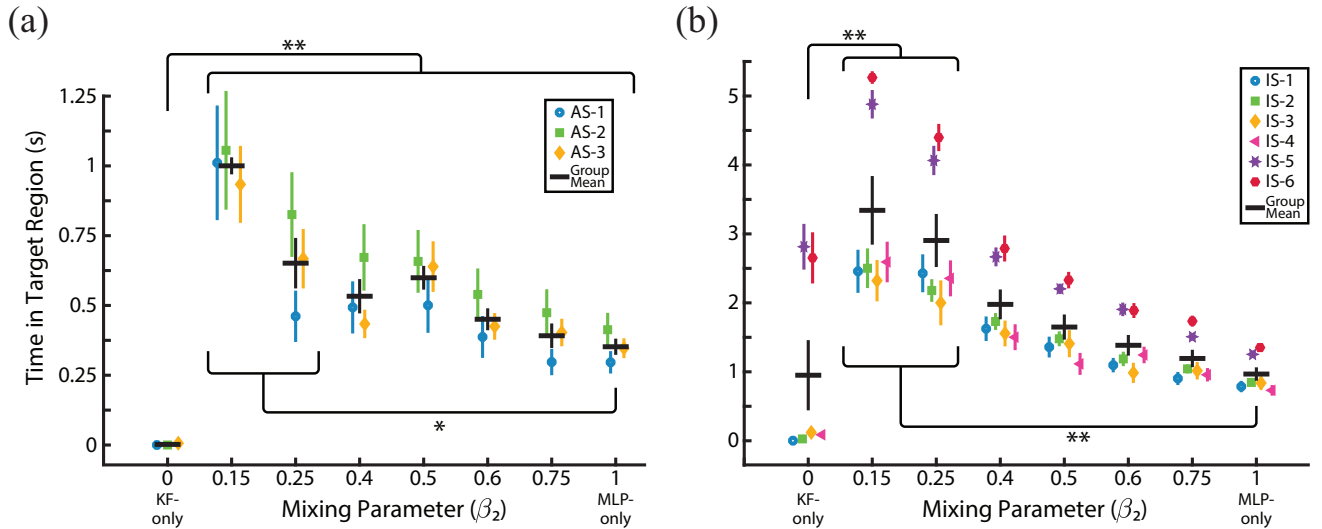 (a)
**
1.25
1
0.75
0.5
0.25
0
Time in Target Region (s)
AS-1
AS-2
AS-3
Group
Mean
*
0 0.15 0.25 0.4 0.5 0.6 0.75 1
KF-
only
MLP-
only
Mixing Parameter (β₂)
(b)
**
5
4
3
2
1
0
IS-1
IS-2
IS-3
IS-4
IS-5
IS-6
Group
Mean
**
0 0.15 0.25 0.4 0.5 0.6 0.75 1
KF-
only
MLP-
only
Mixing Parameter (β₂)